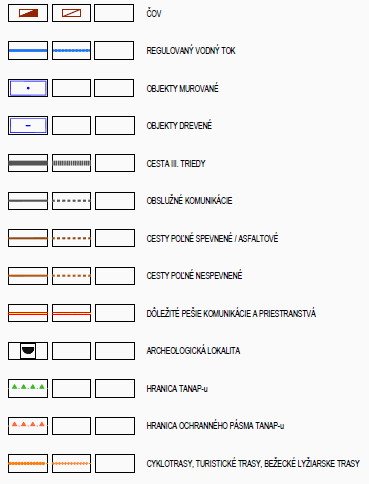 ČOV
REGULOVANÝ VODNÝ TOK
OBJEKTY MUROVANÉ
OBJEKTY DREVENÉ
CESTA III. TRIEDY
OBSLUŽNÉ KOMUNIKÁCIE
CESTY POĽNÉ SPEVNENÉ / ASFALTOVÉ
CESTY POĽNÉ NESPEVNENÉ
DÔLEŽITÉ PEŠIE KOMUNIKÁCIE A PRIESTRANSTVÁ
ARCHEOLOGICKÁ LOKALITA
HRANICA TANAP-u
HRANICA OCHRANNÉHO PÁSMA TANAP-u
CYKLOTRASY, TURISTICKÉ TRASY, BEŽECKÉ LYŽIARSKE TRASY